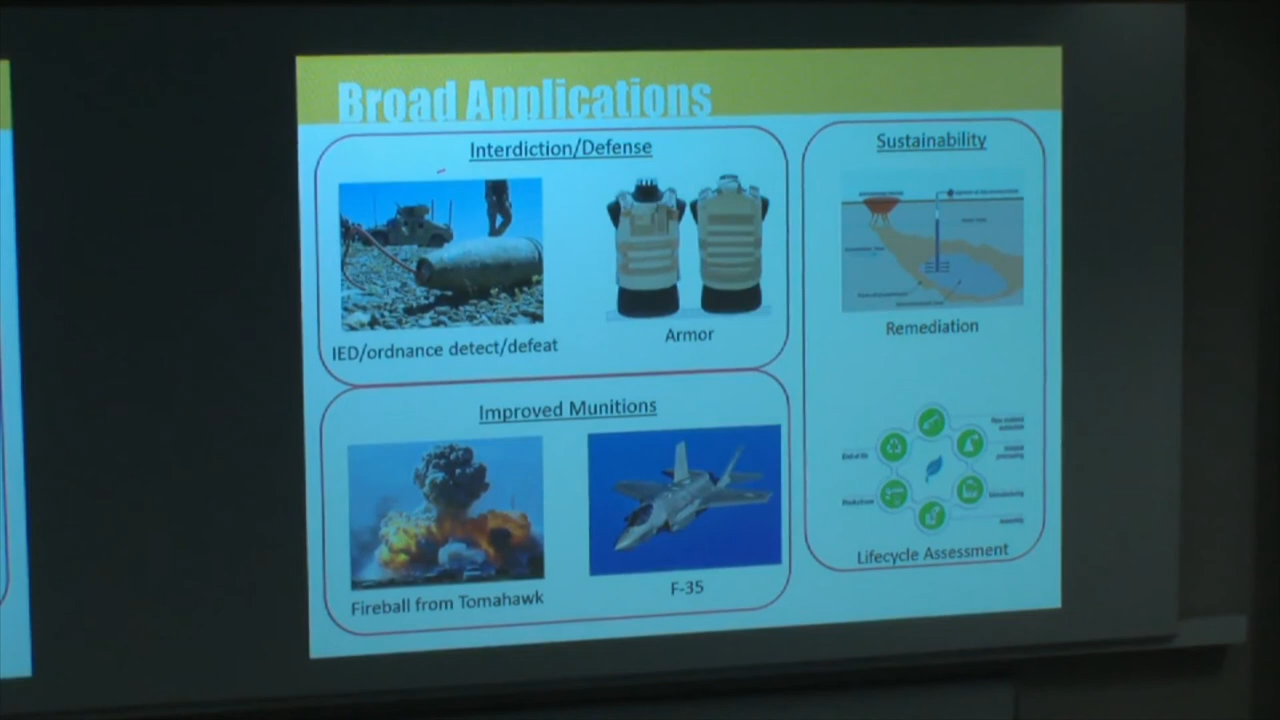 Broad Applications
Interdiction/Defense
IED/ordnance detect/defeat
Armor
Improved Munitions
Fireball from Tomahawk
F-35
Sustainability
Remediation
Lifecycle Assessment